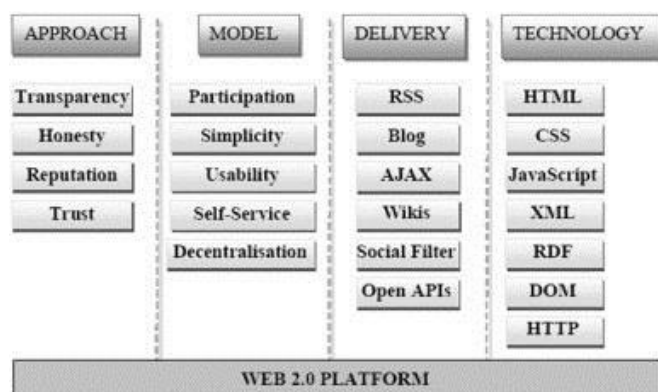 APPROACH
MODEL
DELIVERY
TECHNOLOGY
Transparency
Honesty
Reputation
Trust
Participation
Simplicity
Usability
Self-Service
Decentralisation
RSS
Blog
AJAX
Wikis
Social Filter
Open APIs
HTML
CSS
JavaScript
XML
RDF
DOM
HTTP
WEB 2.0 PLATFORM